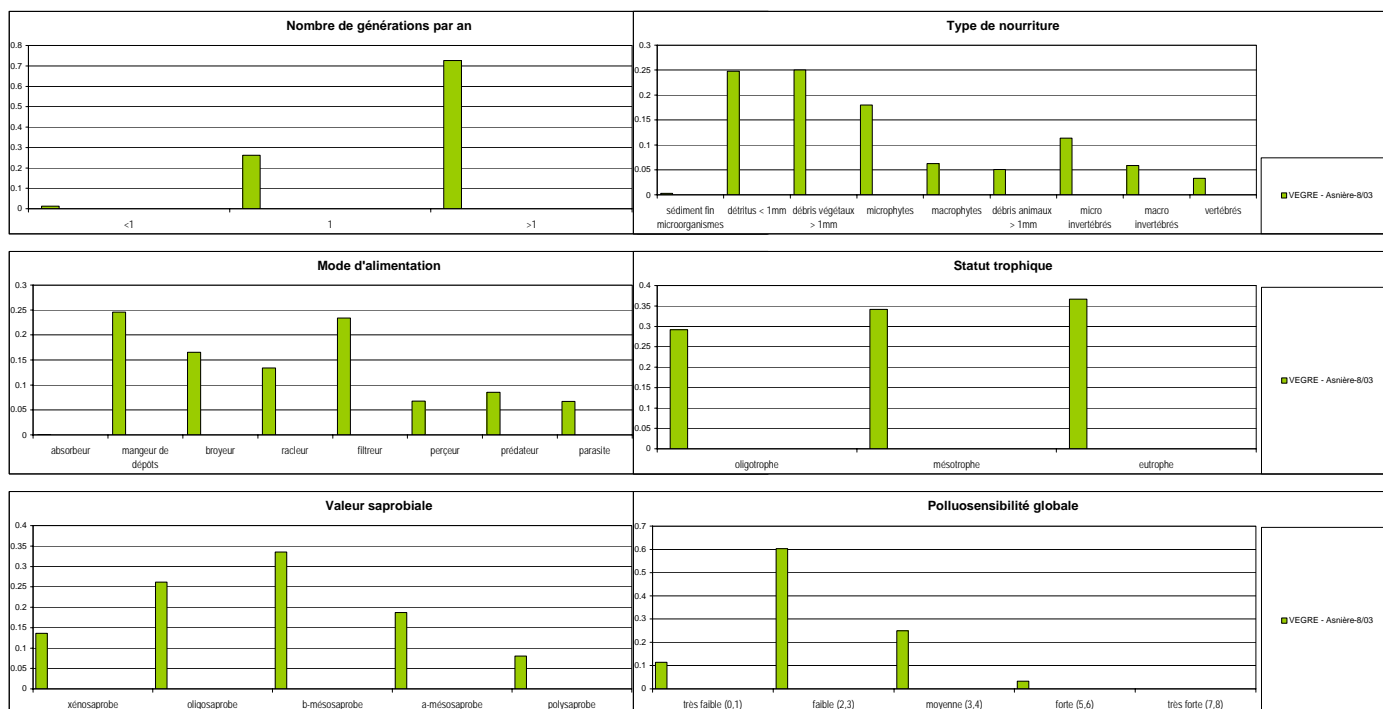 Nombre de générations par an
0.8
0.7
0.6
0.5
0.4
0.3
0.2
0.1
0
<1 1 >1
Type de nourriture
0.3
0.25
0.2
0.15
0.1
0.05
0
sédiment fin détritus < 1mm débris végétaux microphytes macrophytes débris animaux micro macro vertébrés
microorganismes > 1mm > 1mm invertébrés invertébrés
VEGRE - Asnière-8/03
Mode d'alimentation
0.3
0.25
0.2
0.15
0.1
0.05
0
absorbeur mangeur de broyeur racleur filtreur perçeur prédateur parasite
dépôts
Statut trophique
0.4
0.35
0.3
0.25
0.2
0.15
0.1
0.05
0
oligotrophe mésotrophe eutrophe
VEGRE - Asnière-8/03
Valeur saprobiale
0.4
0.35
0.3
0.25
0.2
0.15
0.1
0.05
0
xénosaprobe oligosaprobe b-mésosaprobe a-mésosaprobe polysaprobe
Polluosensibilité globale
0.7
0.6
0.5
0.4
0.3
0.2
0.1
0
très faible (0,1) faible (2,3) moyenne (3,4) forte (5,6) très forte (7,8)
VEGRE - Asnière-8/03